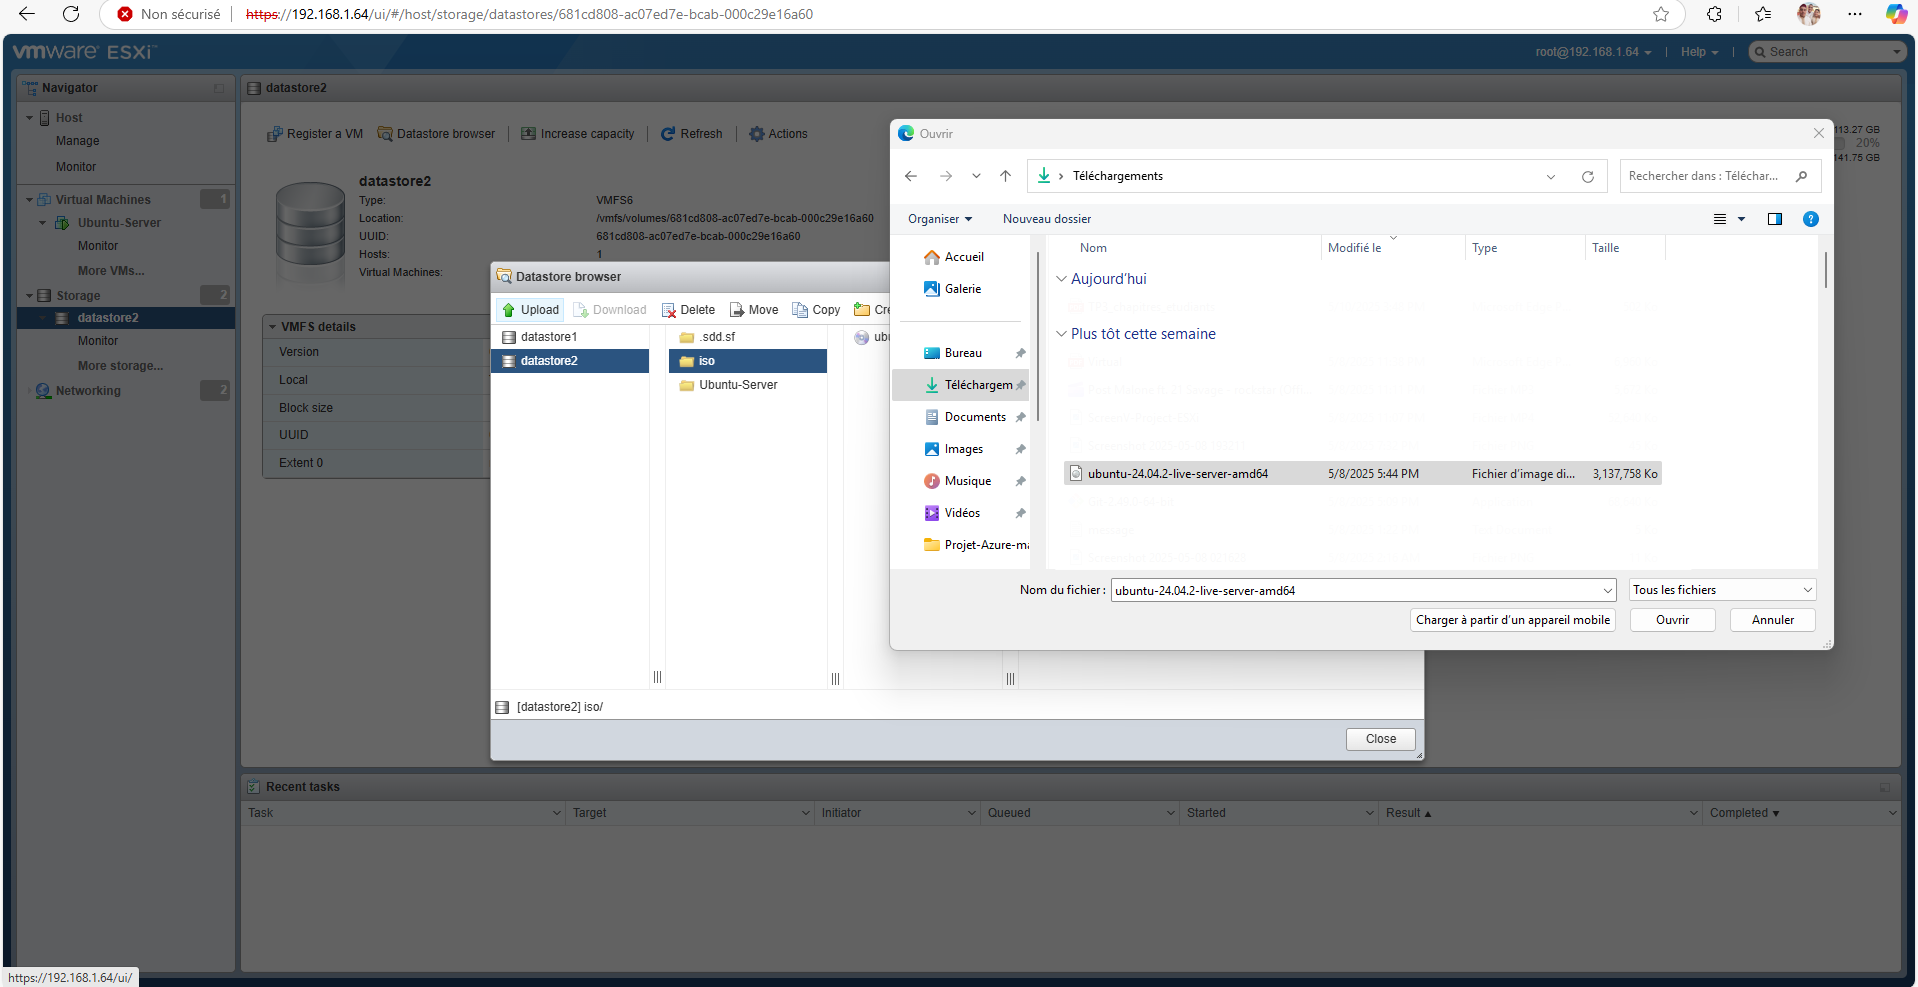 Non sécurisé
https://192.168.1.64/ui/#/host/storage/datastores/681cd808-ac07ed7e-bcab-000c29e16a60
vmware ESXi™
root@192.168.1.64
Help
Search
Navigator
Host
Manage
Monitor
Virtual Machines
1
Ubuntu-Server
Monitor
More VMs...
Storage
2
datastore2
Monitor
More storage...
Networking
2
datastore2
Register a VM
Datastore browser
Increase capacity
Refresh
Actions
113.27 GB
20%
141.75 GB
datastore2
Type: VMFS6
Location: /vmfs/volumes/681cd808-ac07ed7e-bcab-000c29e16a60
UUID: 681cd808-ac07ed7e-bcab-000c29e16a60
Hosts: 1
Virtual Machines:
VMFS details
Version
Local
Block size
UUID
Extent 0
Datastore browser
Upload
Download
Delete
Move
Copy
Cre
datastore1
datastore2
.sdd.sf
iso
Ubuntu-Server
ubu
[datastore2] iso/
Close
Ouvrir
Téléchargements
Rechercher dans : Téléchar...
Organiser
Nouveau dossier
Accueil
Galerie
Bureau
Téléchargem
Documents
Images
Musique
Vidéos
Projet-Azure-ma
Nom
Modifié le
Type
Taille
Aujourd'hui
Plus tôt cette semaine
ubuntu-24.04.2-live-server-amd64 5/8/2025 5:44 PM Fichier d'image di... 3,137,758 Ko
Nom du fichier : ubuntu-24.04.2-live-server-amd64
Tous les fichiers
Charger à partir d'un appareil mobile
Ouvrir
Annuler
Recent tasks
Task
Target
Initiator
Queued
Started
Result
Completed
https://192.168.1.64/ui/